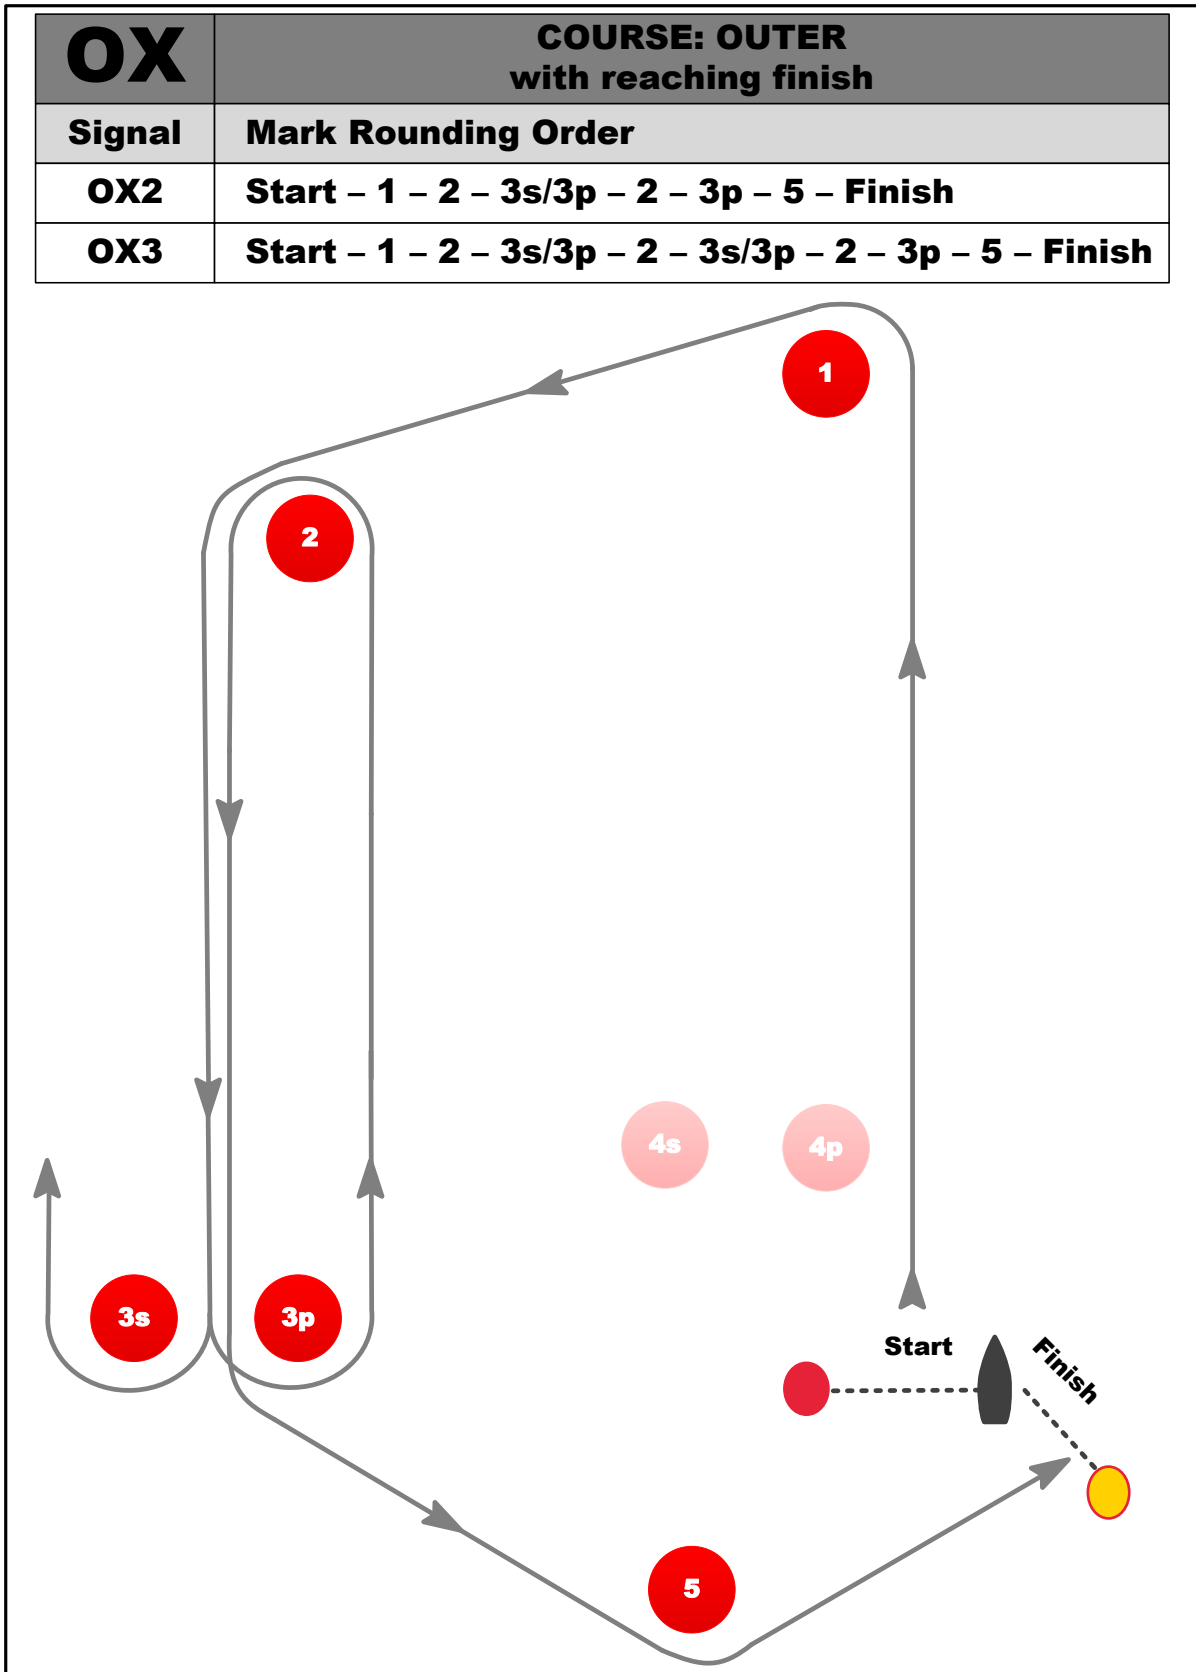 OX
COURSE: OUTER
with reaching finish
Signal
Mark Rounding Order
OX2
Start – 1 – 2 – 3s/3p – 2 – 3p – 5 – Finish
OX3
Start – 1 – 2 – 3s/3p – 2 – 3s/3p – 2 – 3p – 5 – Finish
1
2
4s
4p
3s
3p
Start
Finish
5